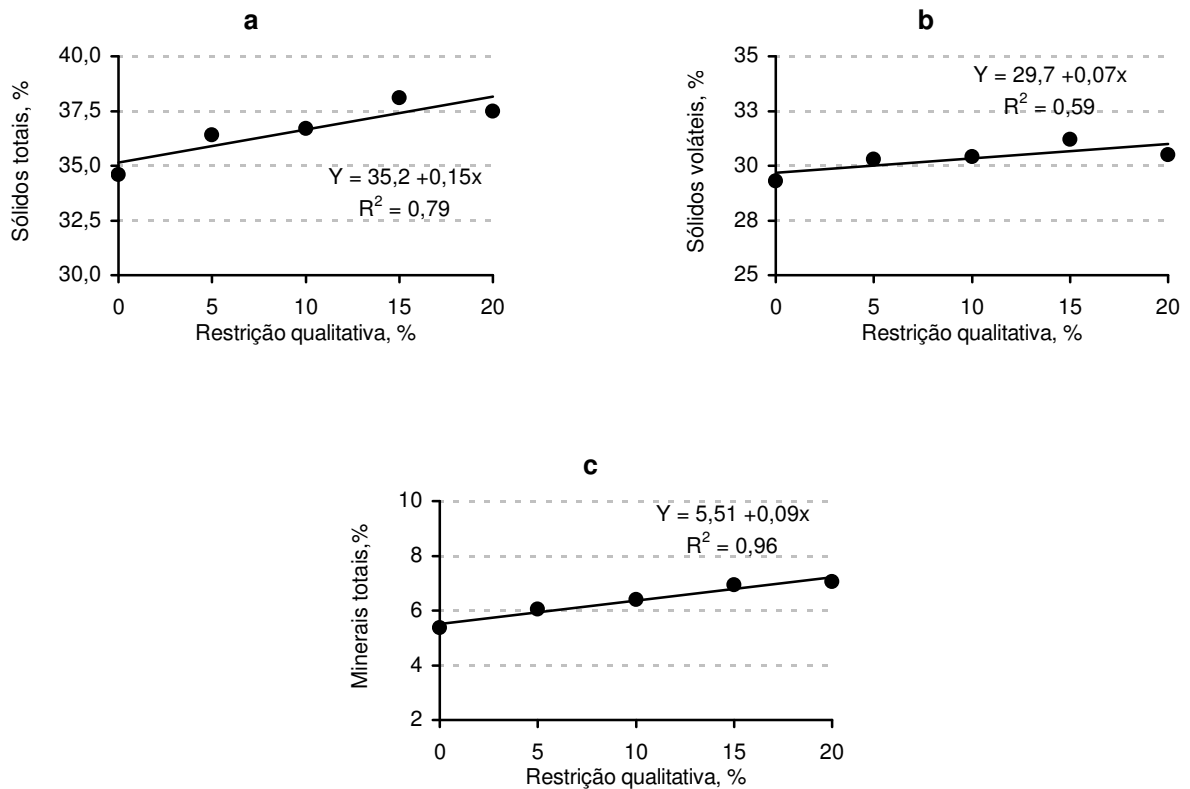 a
40,0
37,5
35,0
32,5
30,0
Sólidos totais, %
Y = 35,2 +0,15x
R² = 0,79
0 5 10 15 20
Restrição qualitativa, %
b
35
33
30
28
25
Sólidos voláteis, %
Y = 29,7 +0,07x
R² = 0,59
0 5 10 15 20
Restrição qualitativa, %
c
10
8
6
4
2
Minerais totais,%
Y = 5,51 +0,09x
R² = 0,96
0 5 10 15 20
Restrição qualitativa, %